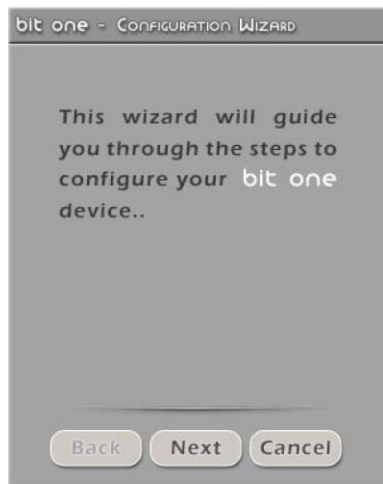 bit one - Configuration Wizard
This wizard will guide
you through the steps to
configure your bit one
device..
Back Next Cancel